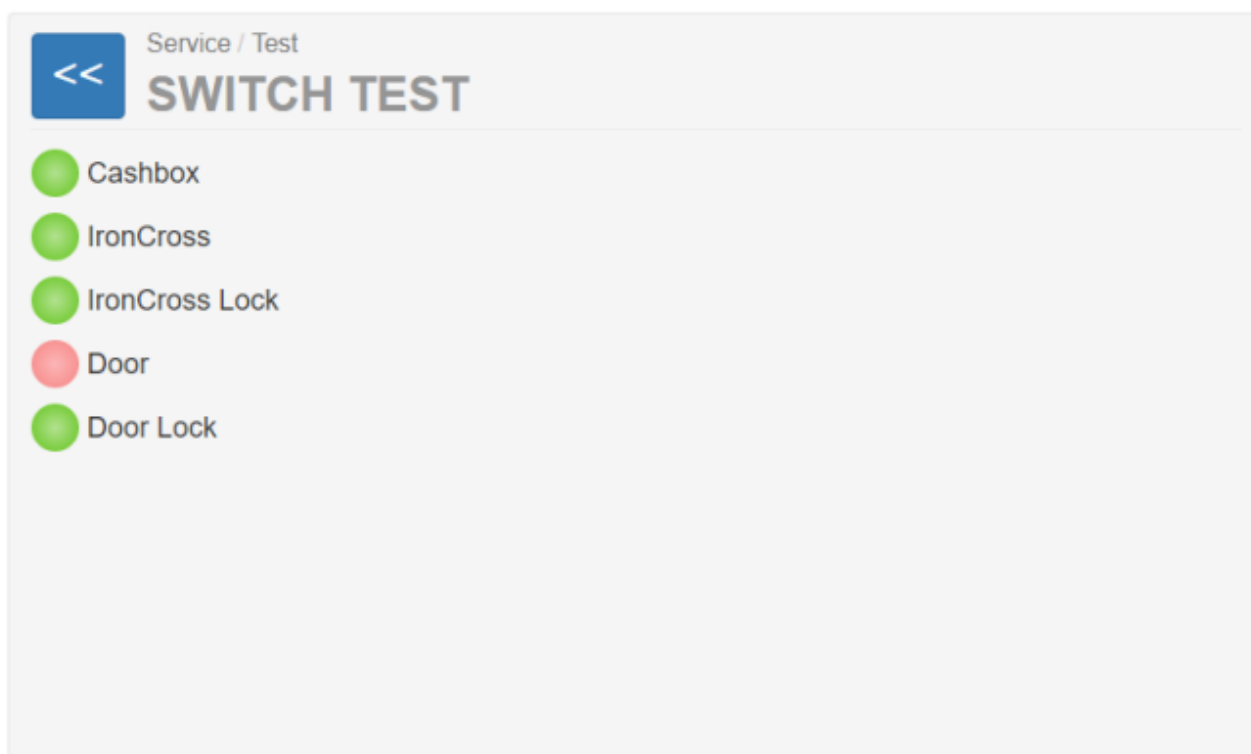 <<
Service / Test
SWITCH TEST
Cashbox
IronCross
IronCross Lock
Door
Door Lock